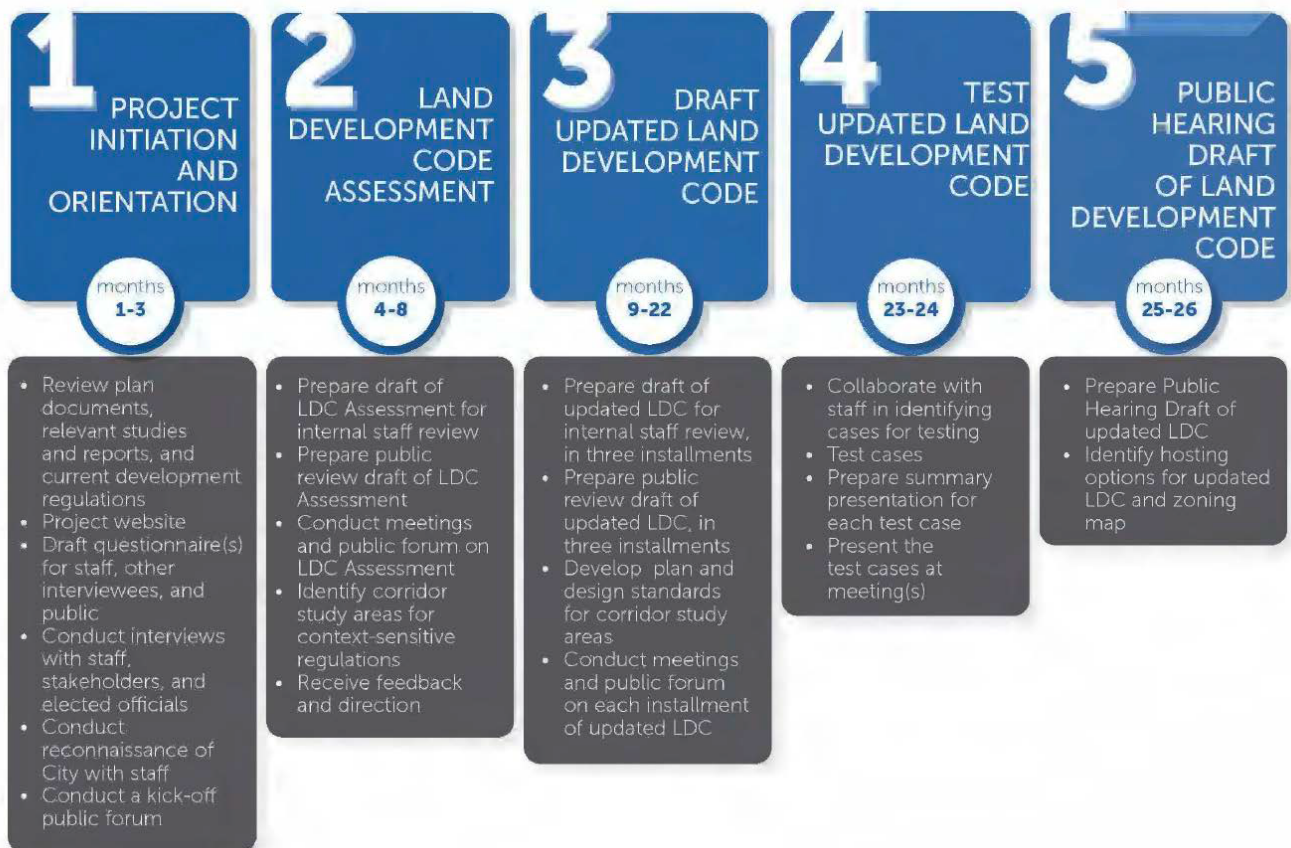 1
PROJECT
INITIATION
AND
ORIENTATION
months
1-3
• Review plan
documents,
relevant studies
and reports, and
current development
regulations
• Project website
• Draft questionnaire(s)
for staff, other
interviewees, and
public
• Conduct interviews
with staff,
stakeholders, and
elected officials
• Conduct
reconnaissance of
City with staff
• Conduct a kick-off
public forum
2
LAND
DEVELOPMENT
CODE
ASSESSMENT
months
4-8
• Prepare draft of
LDC Assessment for
internal staff review
• Prepare public
review draft of LDC
Assessment
• Conduct meetings
and public forum on
LDC Assessment
• Identify corridor
study areas for
context-sensitive
regulations
• Receive feedback
and direction
3
DRAFT
UPDATED LAND
DEVELOPMENT
CODE
months
9-22
• Prepare draft of
updated LDC for
internal staff review,
in three installments
• Prepare public
review draft of
updated LDC, in
three installments
• Develop plan and
design standards
for corridor study
areas
• Conduct meetings
and public forum
on each installment
of updated LDC
4
TEST
UPDATED LAND
DEVELOPMENT
CODE
months
23-24
• Collaborate with
staff in identifying
cases for testing
• Test cases
• Prepare summary
presentation for
each test case
• Present the
test cases at
meeting(s)
5
PUBLIC
HEARING
DRAFT
OF LAND
DEVELOPMENT
CODE
months
25-26
• Prepare Public
Hearing Draft of
updated LDC
• Identify hosting
options for updated
LDC and zoning
map